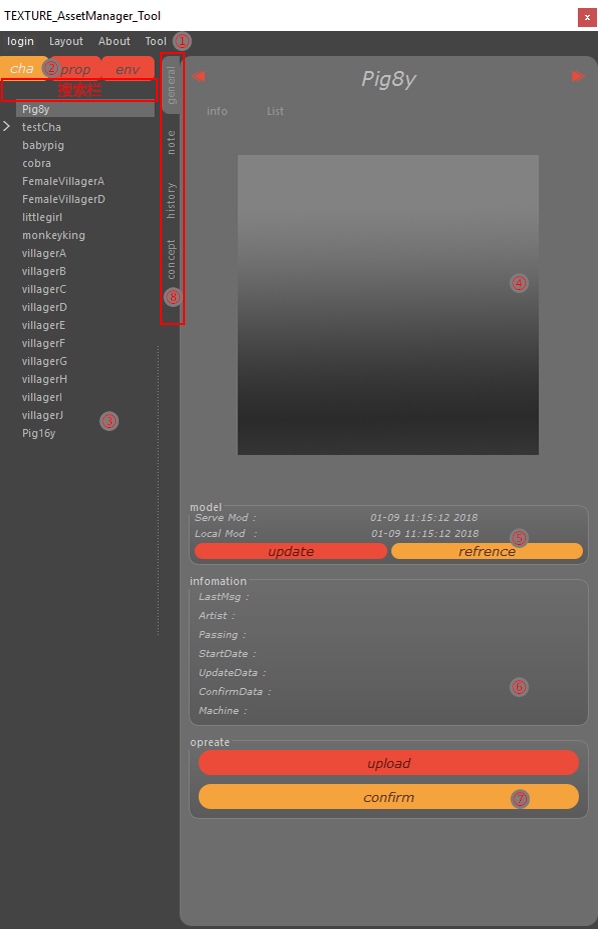 TEXTURE_AssetManager_Tool x
login Layout About Tool ①
cha ② prop env
搜索栏
Pig8y
testCha
babypig
cobra
FemaleVillagerA
FemaleVillagerD
littlegirl
monkeyking
villagerA
villagerB
villagerC
villagerD
villagerE
villagerF
villagerG
villagerH
villagerI
villagerJ
③
Pig16y
general
note
history
concept
⑧
Pig8y
info List
④
model
Serve Mod : 01-09 11:15:12 2018
Local Mod : 01-09 11:15:12 2018
⑤
update refrence
infomation
LastMsg :
Artist :
Passing :
StartDate :
UpdateData :
ConfirmData :
⑥
Machine :
opreate
upload
confirm ⑦